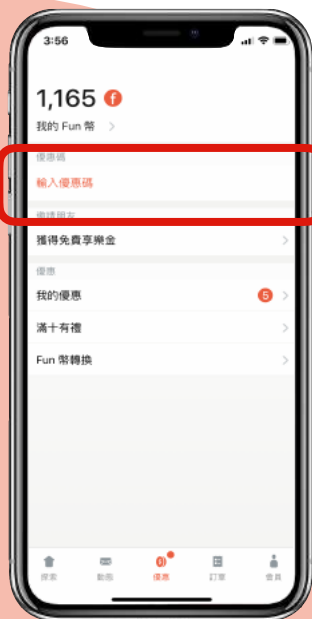 3:56
1,165 f
我的 Fun 幣
優惠碼
輸入優惠碼
邀請朋友
獲得免費享樂金
優惠
我的優惠 5
滿十有禮
Fun 幣轉換
探索 動態 優惠 訂單 會員